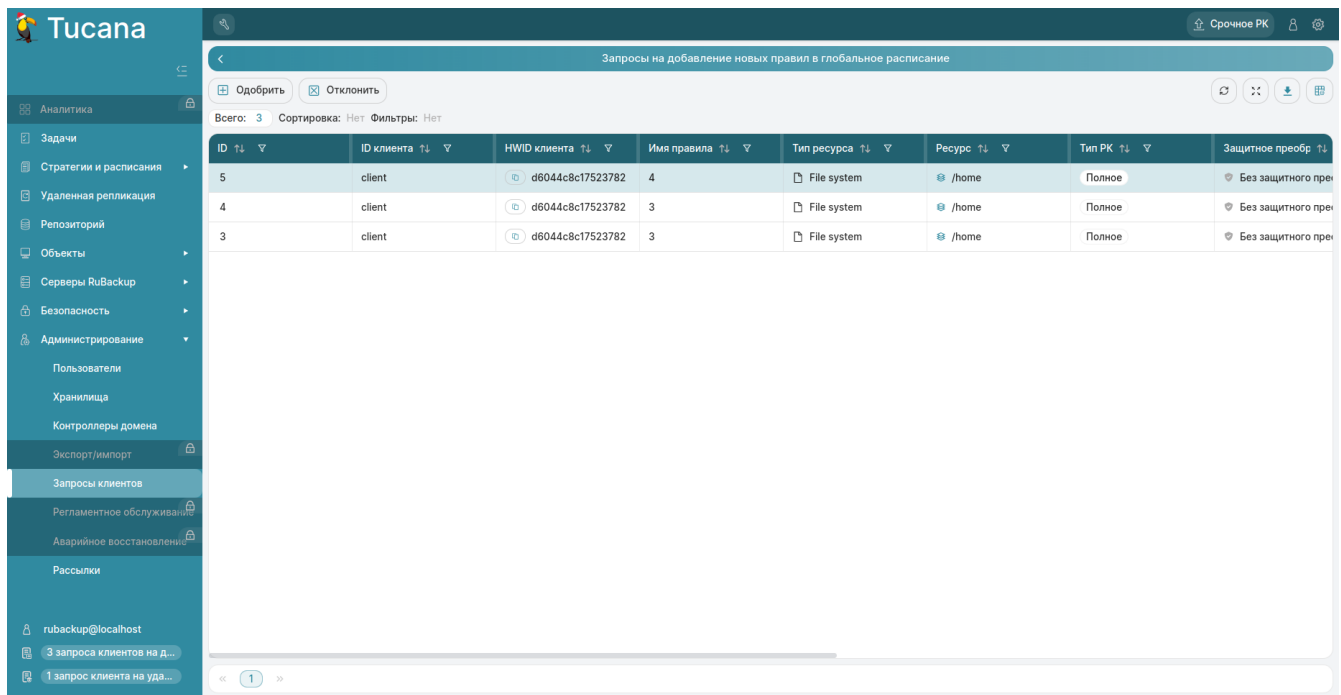 Tucana
Срочное РК
Запросы на добавление новых правил в глобальное расписание
Одобрить Отклонить
Всего: 3 Сортировка: Нет Фильтры: Нет
ID ID клиента HWID клиента Имя правила Тип ресурса Ресурс Тип РК Защитное преобр
5 client d6044c8c17523782 4 File system /home Полное Без защитного прео
4 client d6044c8c17523782 3 File system /home Полное Без защитного прео
3 client d6044c8c17523782 3 File system /home Полное Без защитного прео
Аналитика
Задачи
Стратегии и расписания
Удаленная репликация
Репозиторий
Объекты
Серверы RuBackup
Безопасность
Администрирование
Пользователи
Хранилища
Контроллеры домена
Экспорт/импорт
Запросы клиентов
Регламентное обслуживание
Аварийное восстановление
Рассылки
rubackup@localhost
3 запроса клиентов на д...
1 запрос клиента на уда...
« 1 »